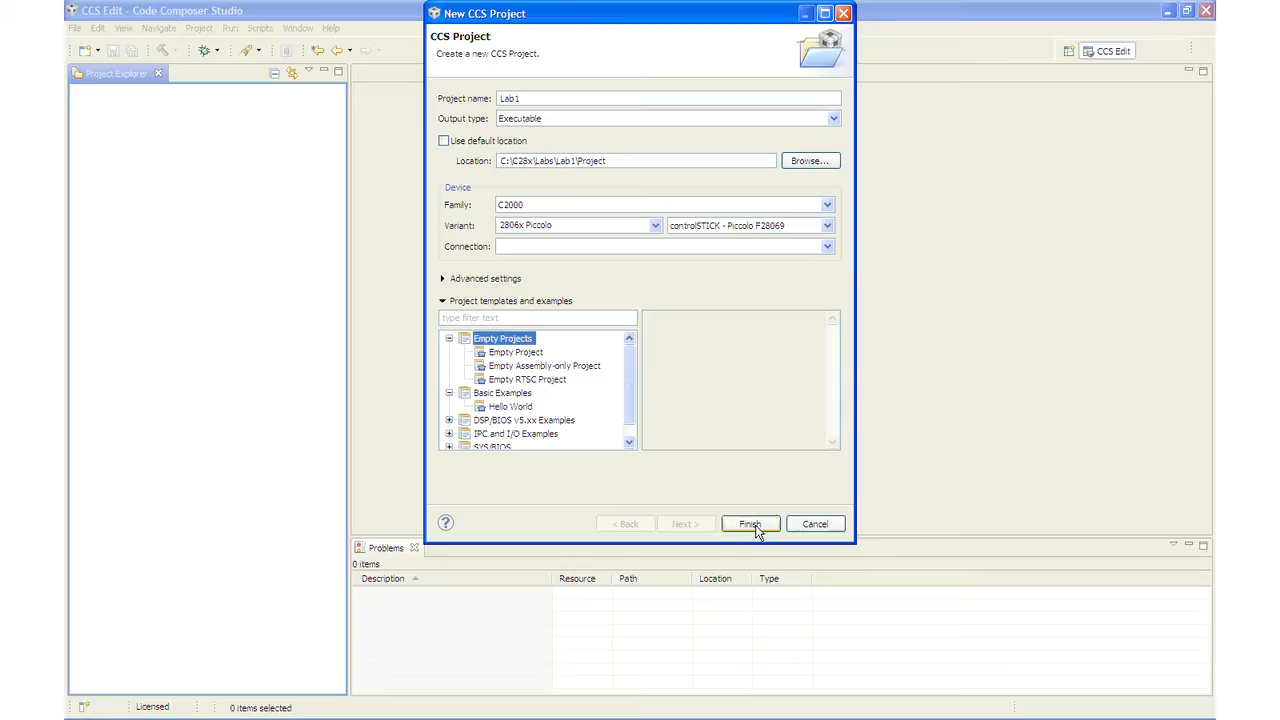 CCS Edit - Code Composer Studio
File Edit View Navigate Project Run Scripts Window Help
CCS Edit
Project Explorer
New CCS Project
CCS Project
Create a new CCS Project.
Project name: Lab1
Output type: Executable
Use default location
Location: C:\C28x\Labs\Lab1\Project Browse...
Device
Family: C2000
Variant: 2806x Piccolo controlSTICK - Piccolo F28069
Connection:
Advanced settings
Project templates and examples
type filter text
Empty Projects
Empty Project
Empty Assembly-only Project
Empty RTSC Project
Basic Examples
Hello World
DSP/BIOS v5.xx Examples
IPC and I/O Examples
SYS/BIOS
? < Back Next > Finish Cancel
Problems
0 items
Description Resource Path Location Type
Licensed 0 items selected